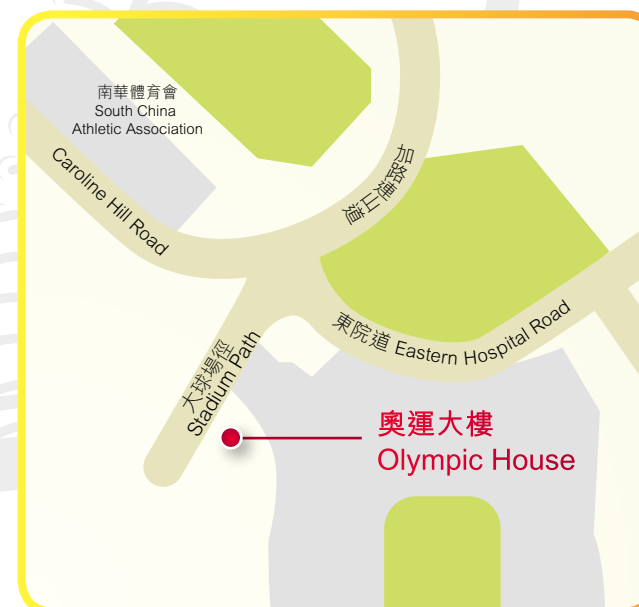 南華體育會
South China
Athletic Association
Caroline Hill Road
加路連山道
東院道 Eastern Hospital Road
大球場徑
Stadium Path
奧運大樓
Olympic House